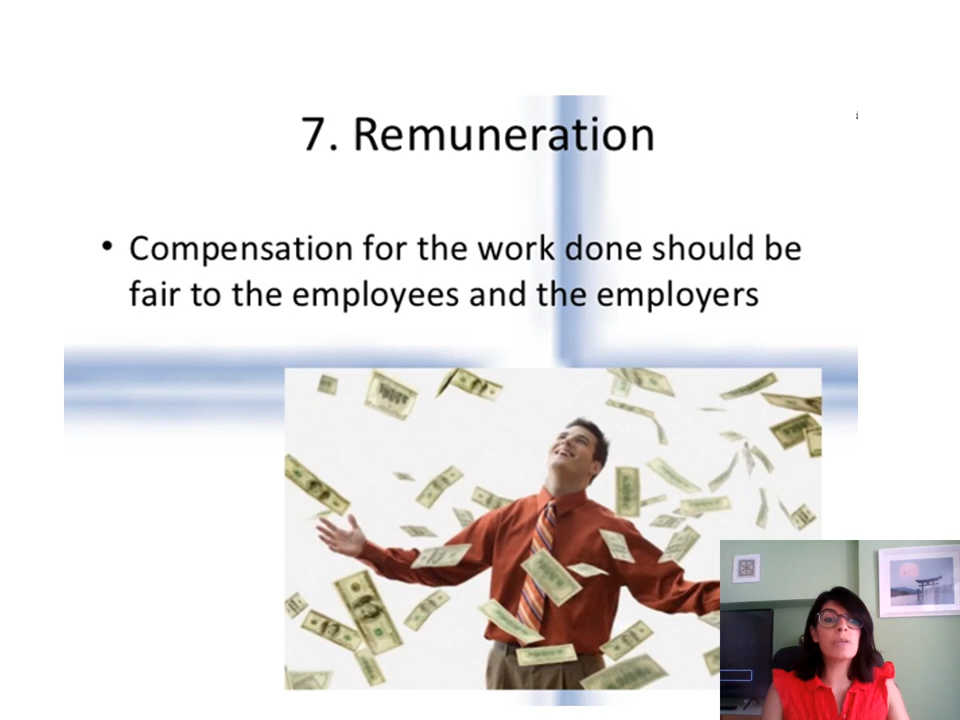 7. Remuneration
• Compensation for the work done should be
fair to the employees and the employers